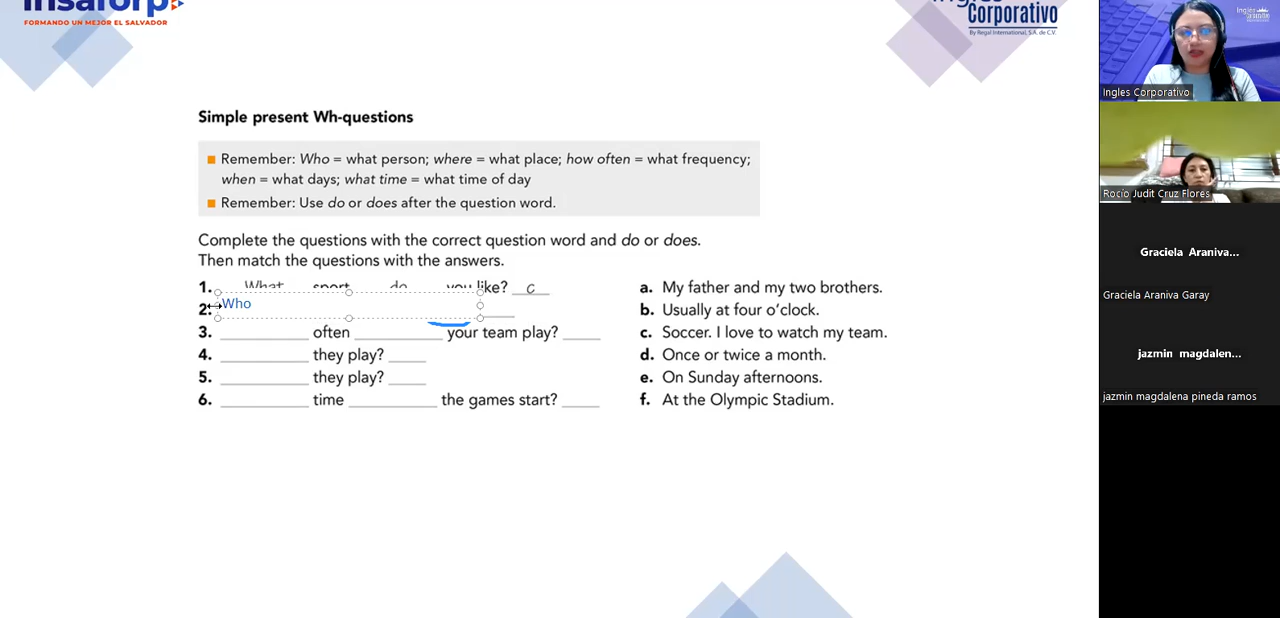 FORMANDO UN MEJOR EL SALVADOR
Corporativo
By Regal International, S.A. de C.V.
Simple present Wh-questions
Remember: Who = what person; where = what place; how often = what frequency;
when = what days; what time = what time of day
Remember: Use do or does after the question word.
Complete the questions with the correct question word and do or does.
Then match the questions with the answers.
1. What sport do you like? c
2. Who
3. often your team play?
4. they play?
5. they play?
6. time the games start?
a. My father and my two brothers.
b. Usually at four o'clock.
c. Soccer. I love to watch my team.
d. Once or twice a month.
e. On Sunday afternoons.
f. At the Olympic Stadium.
Ingles Corporativo
Rocío Judit Cruz Flores
Graciela Araniva...
Graciela Araniva Garay
jazmin magdalen...
jazmin magdalena pineda ramos